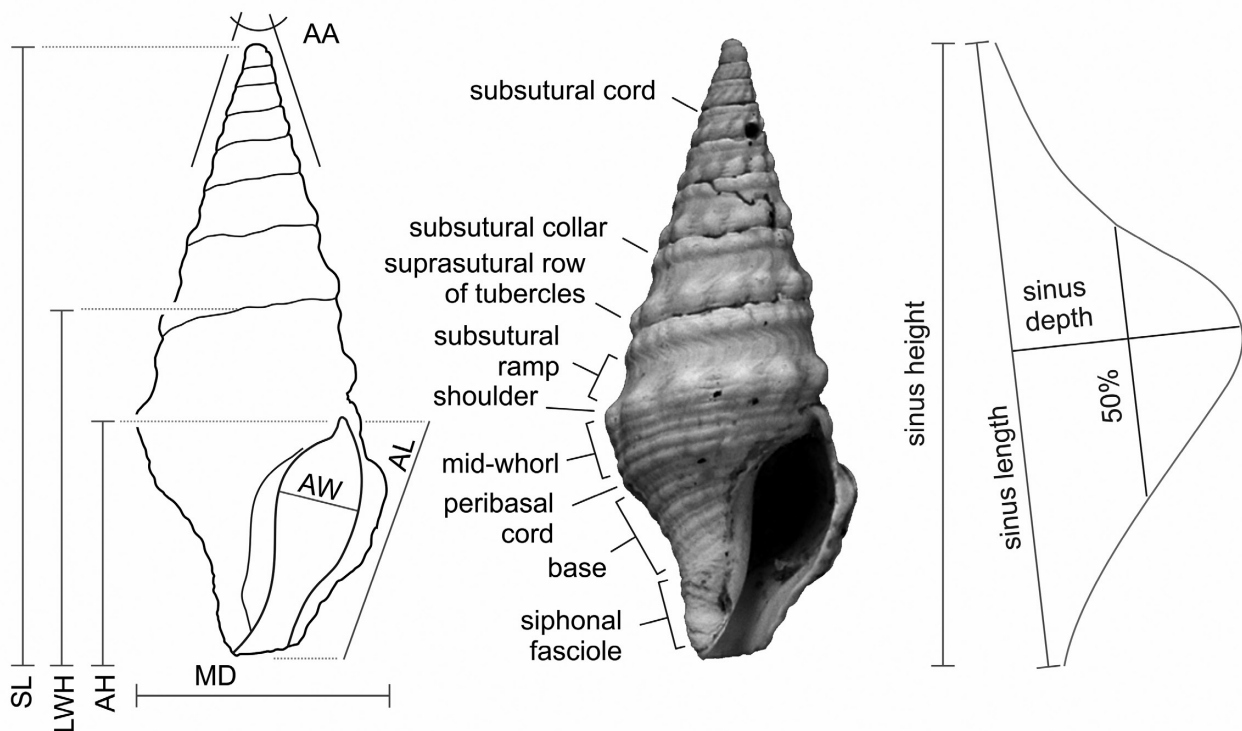 AA
SL
LWH
AH
AW
AL
MD
subsutural cord
subsutural collar
suprasutural row
of tubercles
subsutural
ramp
shoulder
mid-whorl
peribasal
cord
base
siphonal
fasciole
sinus height
sinus length
sinus
depth
50%